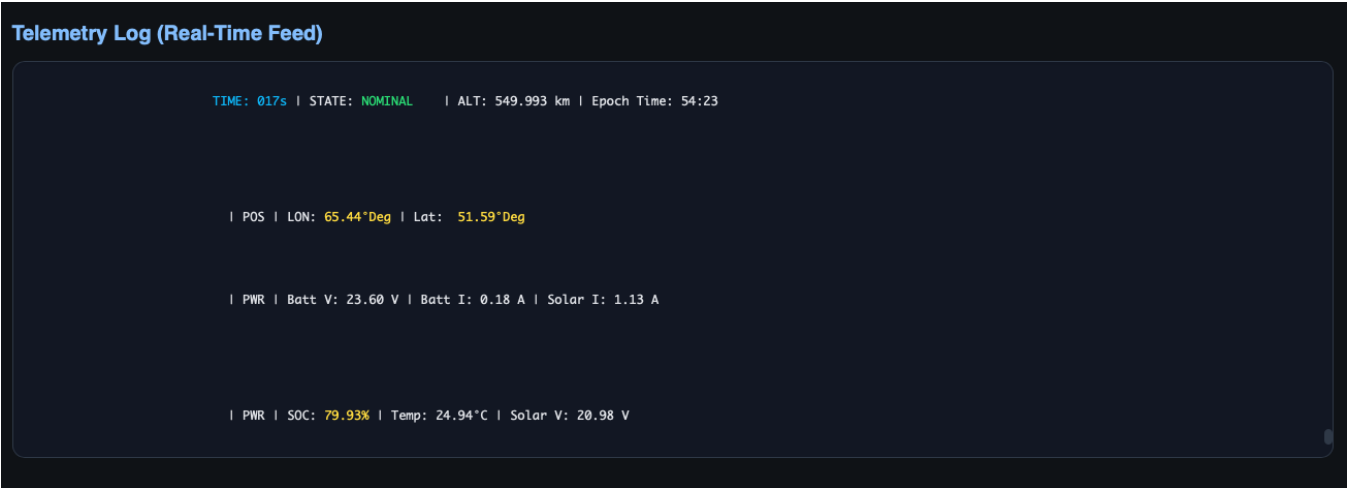 Telemetry Log (Real-Time Feed)
TIME: 017s | STATE: NOMINAL | ALT: 549.993 km | Epoch Time: 54:23
| POS | LON: 65.44°Deg | Lat: 51.59°Deg
| PWR | Batt V: 23.60 V | Batt I: 0.18 A | Solar I: 1.13 A
| PWR | SOC: 79.93% | Temp: 24.94°C | Solar V: 20.98 V